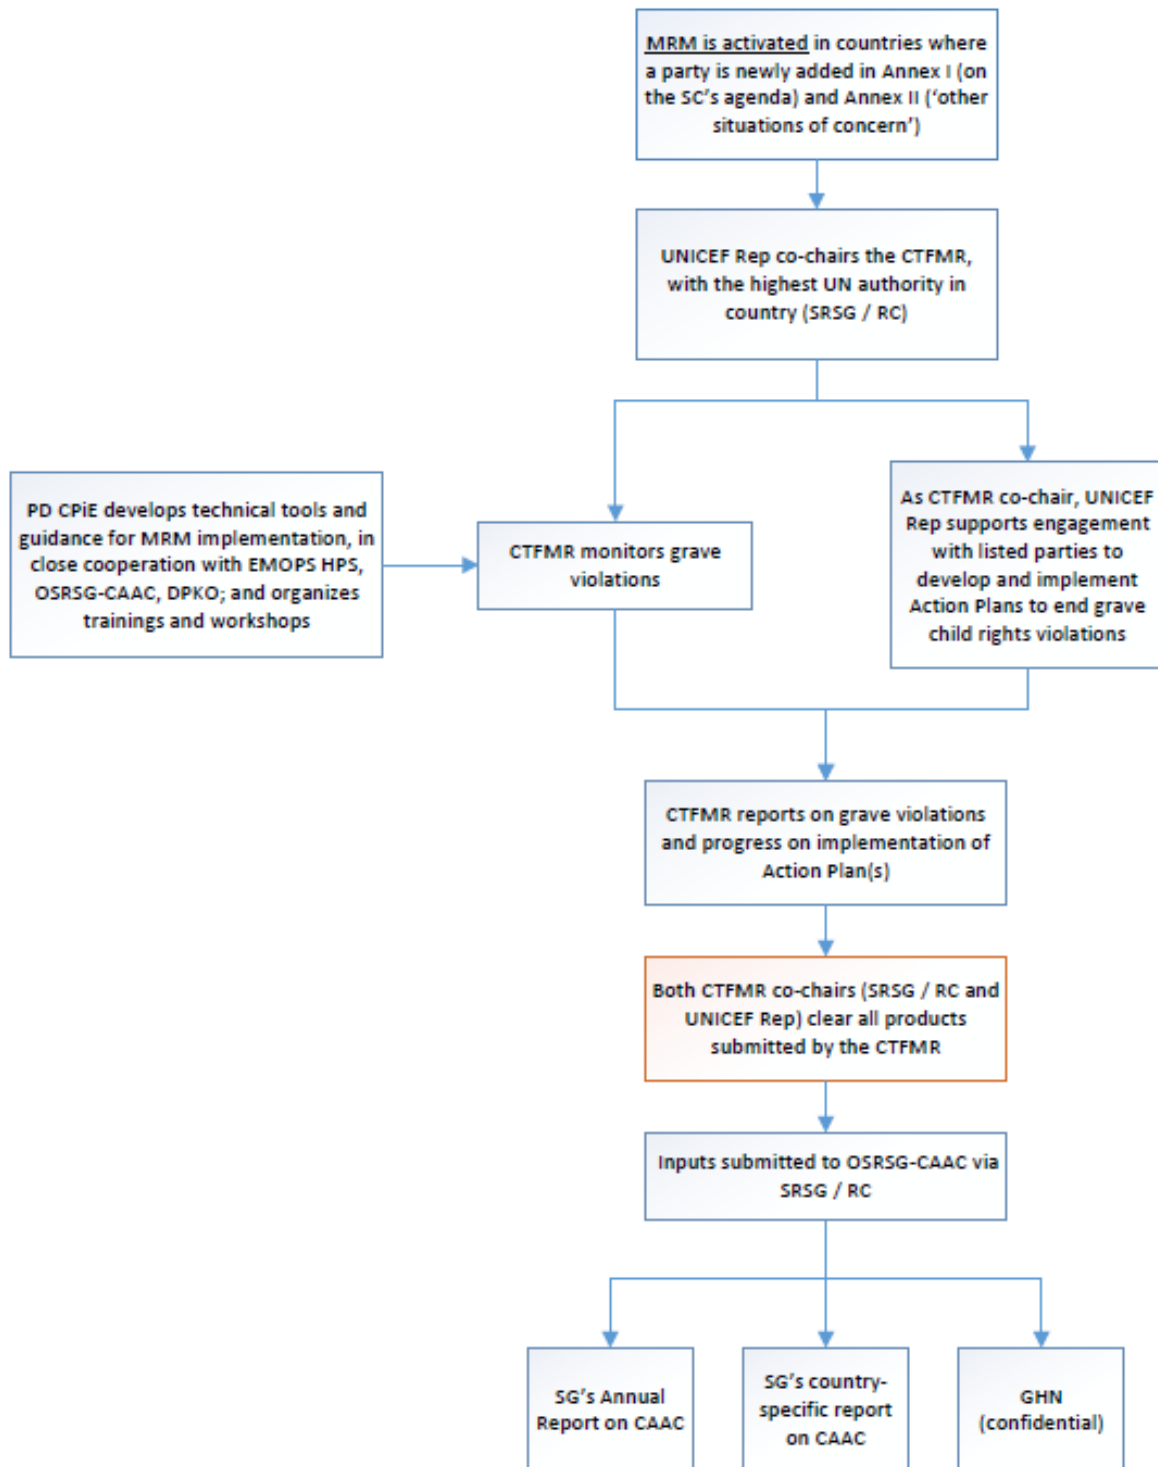 MRM is activated in countries where
a party is newly added in Annex I (on
the SC's agenda) and Annex II ('other
situations of concern')
UNICEF Rep co-chairs the CTFMR,
with the highest UN authority in
country (SRSG / RC)
PD CPiE develops technical tools and
guidance for MRM implementation, in
close cooperation with EMOPS HPS,
OSRSG-CAAC, DPKO; and organizes
trainings and workshops
CTFMR monitors grave
violations
As CTFMR co-chair, UNICEF
Rep supports engagement
with listed parties to
develop and implement
Action Plans to end grave
child rights violations
CTFMR reports on grave violations
and progress on implementation of
Action Plan(s)
Both CTFMR co-chairs (SRSG / RC and
UNICEF Rep) clear all products
submitted by the CTFMR
Inputs submitted to OSRSG-CAAC via
SRSG / RC
SG's Annual
Report on CAAC
SG's country-
specific report
on CAAC
GHN
(confidential)